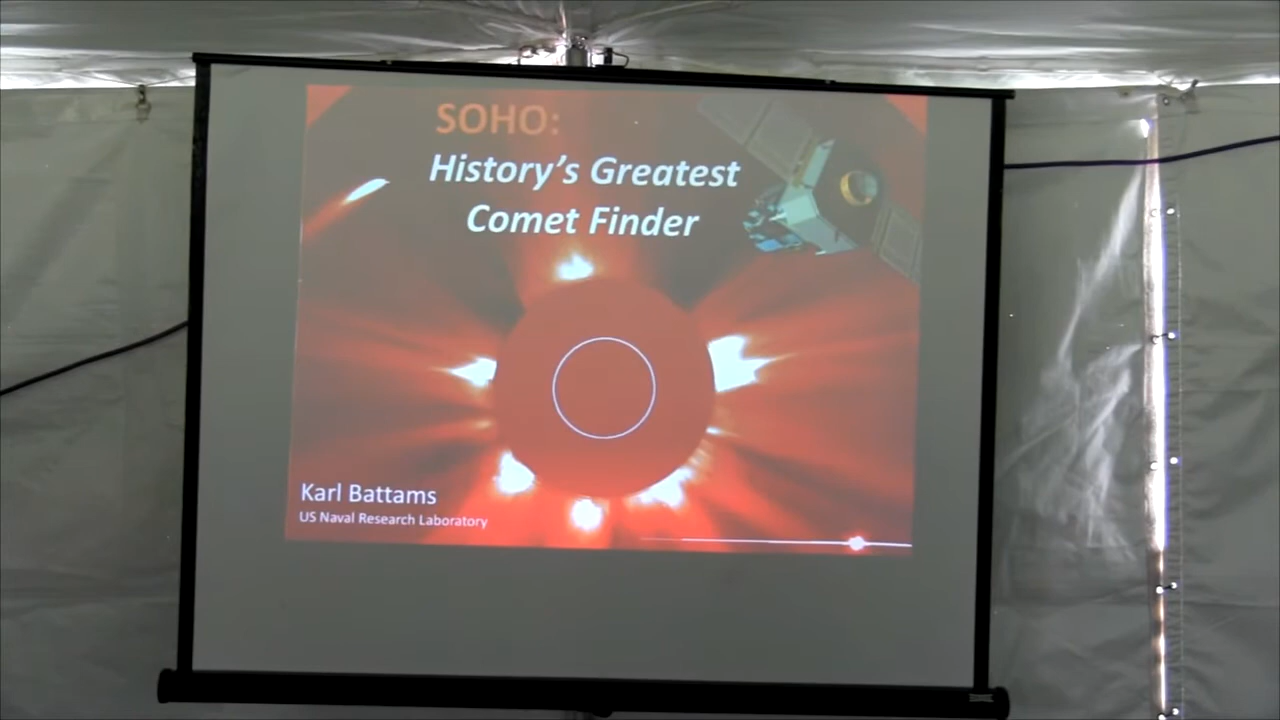 SOHO:
History's Greatest
Comet Finder
Karl Battams
US Naval Research Laboratory